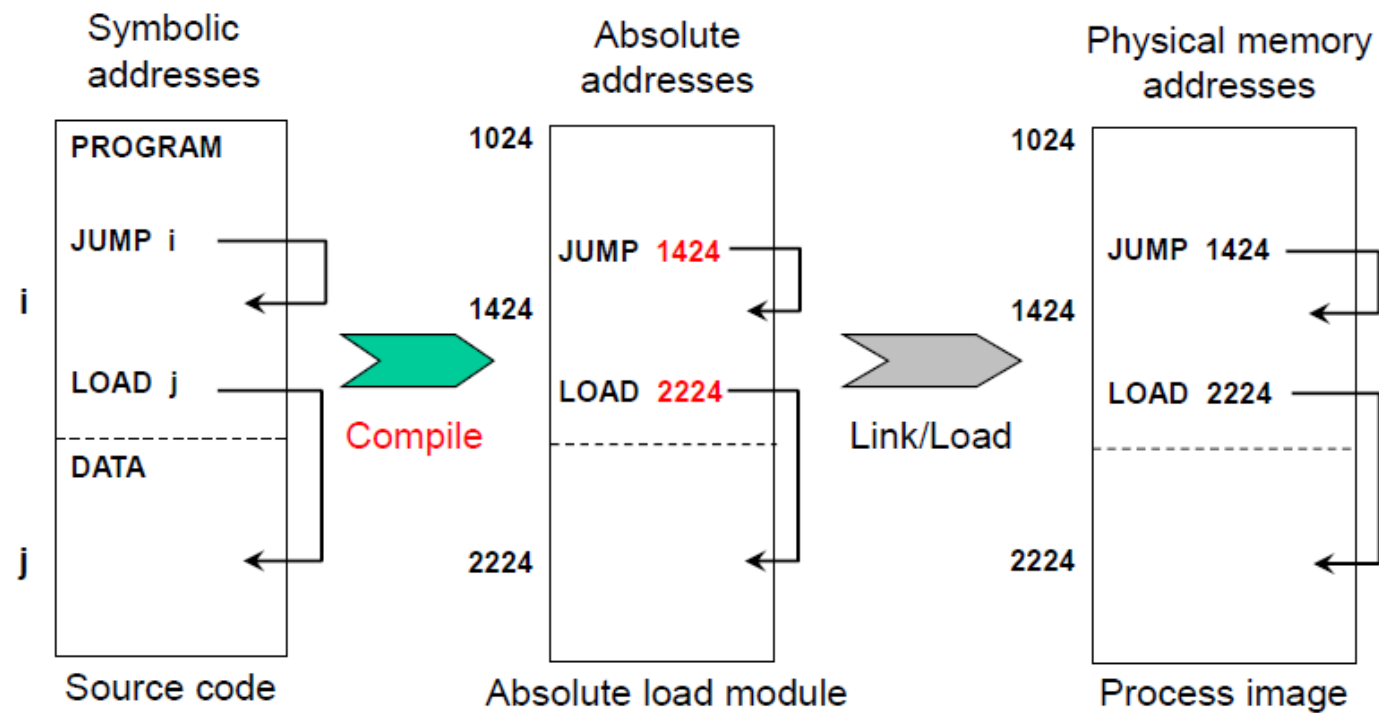 Symbolic
addresses
PROGRAM
JUMP i
i
LOAD j
DATA
j
Source code
Compile
Absolute
addresses
1024
JUMP 1424
1424
LOAD 2224
2224
Absolute load module
Link/Load
Physical memory
addresses
1024
JUMP 1424
1424
LOAD 2224
2224
Process image